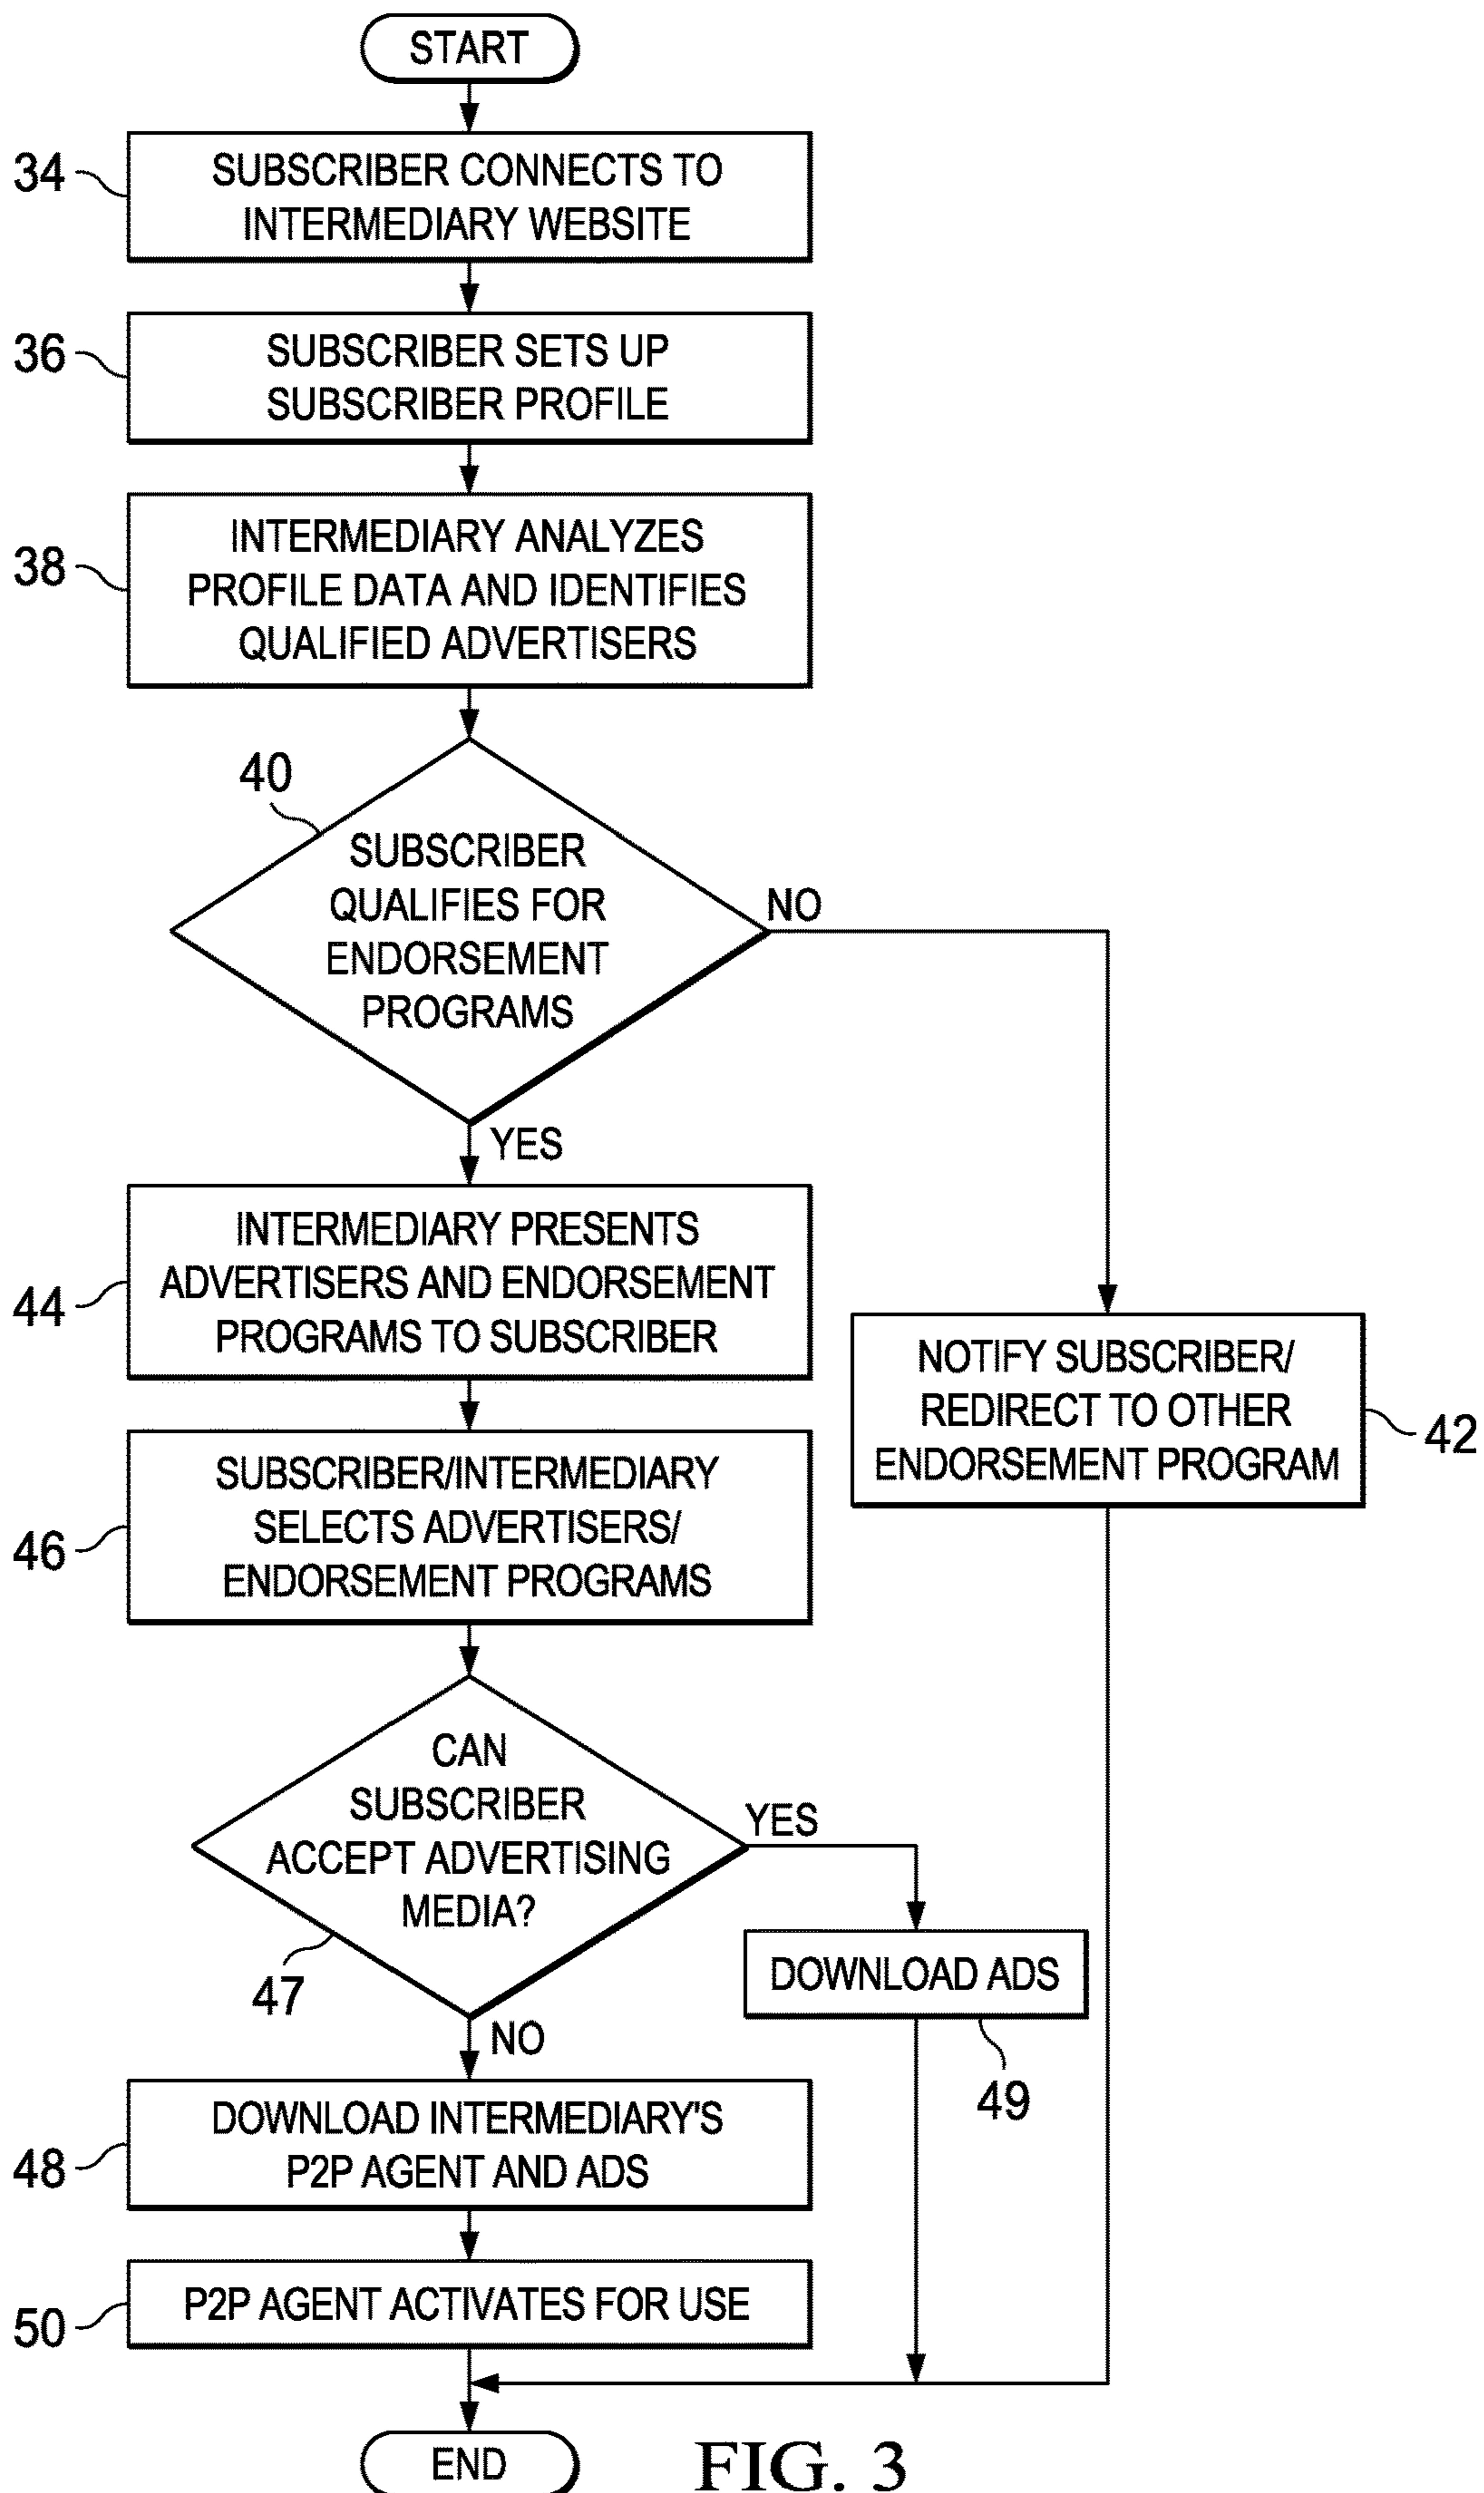 START
34
SUBSCRIBER CONNECTS TO
INTERMEDIARY WEBSITE
36
SUBSCRIBER SETS UP
SUBSCRIBER PROFILE
38
INTERMEDIARY ANALYZES
PROFILE DATA AND IDENTIFIES
QUALIFIED ADVERTISERS
40
SUBSCRIBER
QUALIFIES FOR
ENDORSEMENT
PROGRAMS
NO
YES
44
INTERMEDIARY PRESENTS
ADVERTISERS AND ENDORSEMENT
PROGRAMS TO SUBSCRIBER
NOTIFY SUBSCRIBER/
REDIRECT TO OTHER
ENDORSEMENT PROGRAM
42
46
SUBSCRIBER/INTERMEDIARY
SELECTS ADVERTISERS/
ENDORSEMENT PROGRAMS
CAN
SUBSCRIBER
ACCEPT ADVERTISING
MEDIA?
47
YES
DOWNLOAD ADS
49
NO
48
DOWNLOAD INTERMEDIARY'S
P2P AGENT AND ADS
50
P2P AGENT ACTIVATES FOR USE
END
FIG. 3